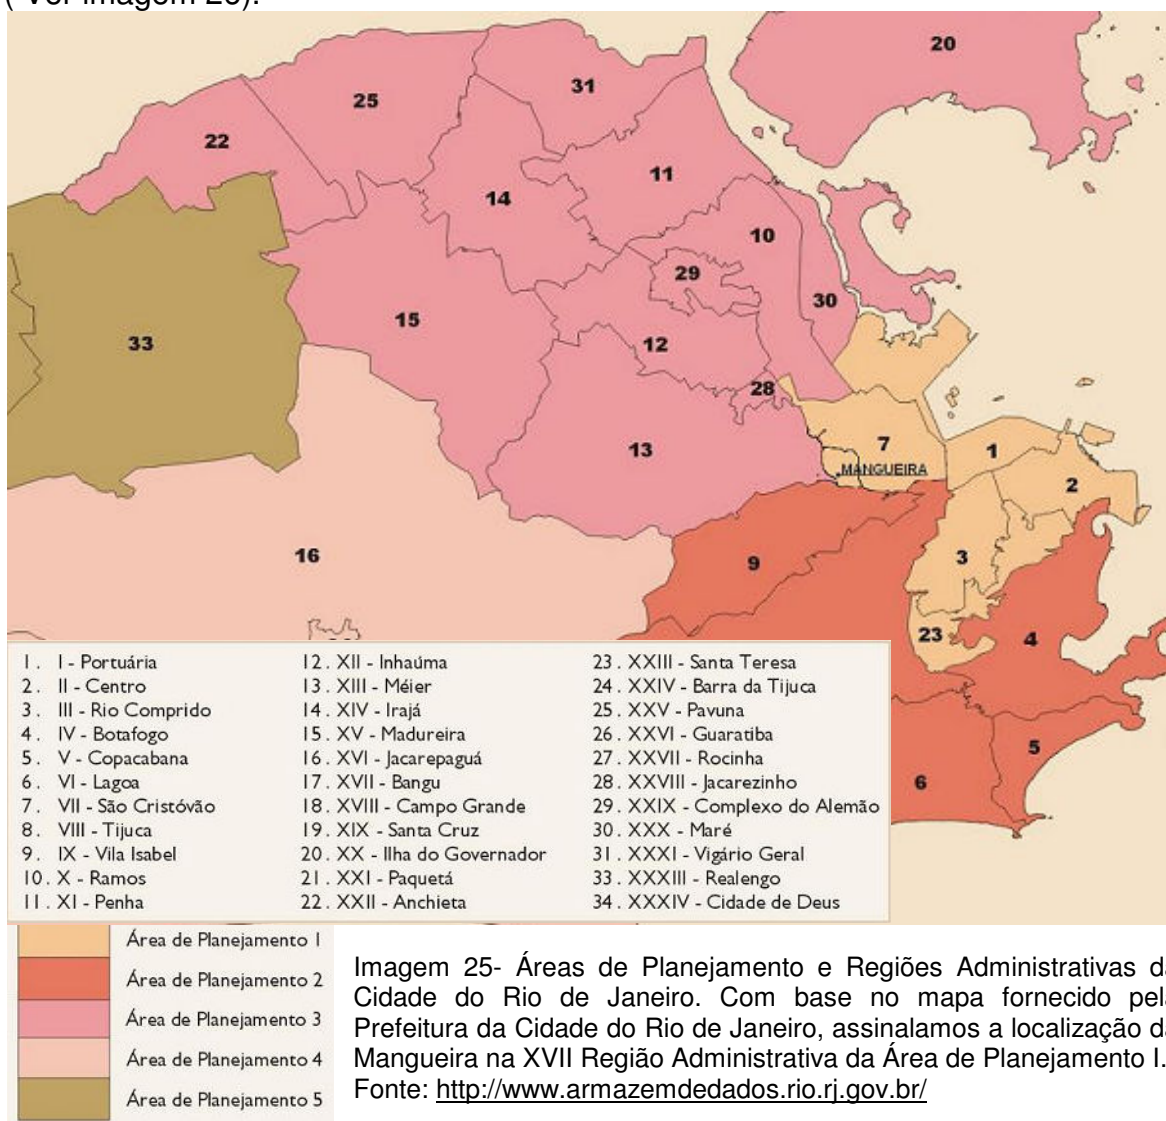 ( Ver imagem 26).
20
31
25
22
11
14
10
29
30
15
33
12
28
13
7
1
MANGUEIRA
2
16
9
3
23
4
5
6
1. I - Portuária
2. II - Centro
3. III - Rio Comprido
4. IV - Botafogo
5. V - Copacabana
6. VI - Lagoa
7. VII - São Cristóvão
8. VIII - Tijuca
9. IX - Vila Isabel
10. X - Ramos
11. XI - Penha
12. XII - Inhaúma
13. XIII - Méier
14. XIV - Irajá
15. XV - Madureira
16. XVI - Jacarepaguá
17. XVII - Bangu
18. XVIII - Campo Grande
19. XIX - Santa Cruz
20. XX - Ilha do Governador
21. XXI - Paquetá
22. XXII - Anchieta
23. XXIII - Santa Teresa
24. XXIV - Barra da Tijuca
25. XXV - Pavuna
26. XXVI - Guaratiba
27. XXVII - Rocinha
28. XXVIII - Jacarezinho
29. XXIX - Complexo do Alemão
30. XXX - Maré
31. XXXI - Vigário Geral
33. XXXIII - Realengo
34. XXXIV - Cidade de Deus
Área de Planejamento 1
Área de Planejamento 2
Área de Planejamento 3
Área de Planejamento 4
Área de Planejamento 5
Imagem 25- Áreas de Planejamento e Regiões Administrativas da
Cidade do Rio de Janeiro. Com base no mapa fornecido pela
Prefeitura da Cidade do Rio de Janeiro, assinalamos a localização da
Mangueira na XVII Região Administrativa da Área de Planejamento I.
Fonte: http://www.armazemdedados.rio.rj.gov.br/